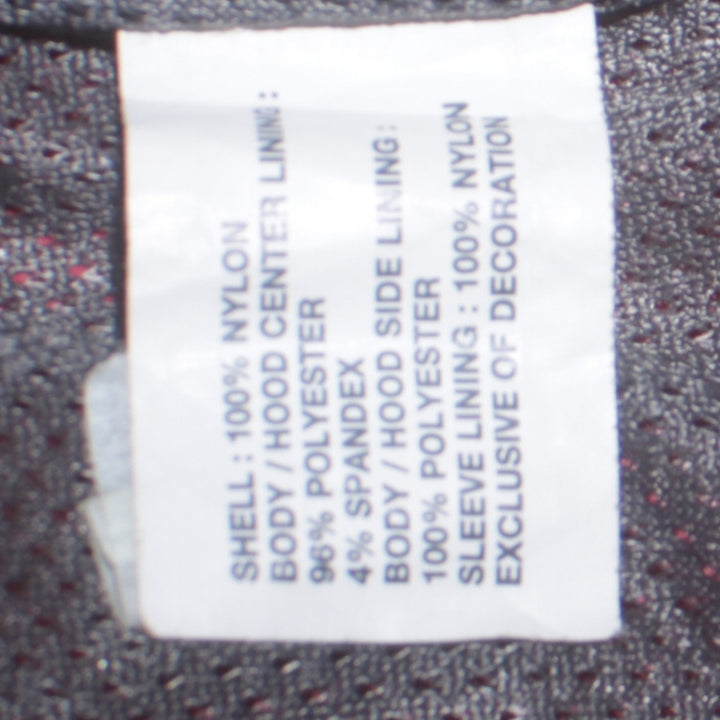 SHELL : 100% NYLON
BODY / HOOD CENTER LINING :
96% POLYESTER
4% SPANDEX
BODY / HOOD SIDE LINING :
100% POLYESTER
SLEEVE LINING : 100% NYLON
EXCLUSIVE OF DECORATION